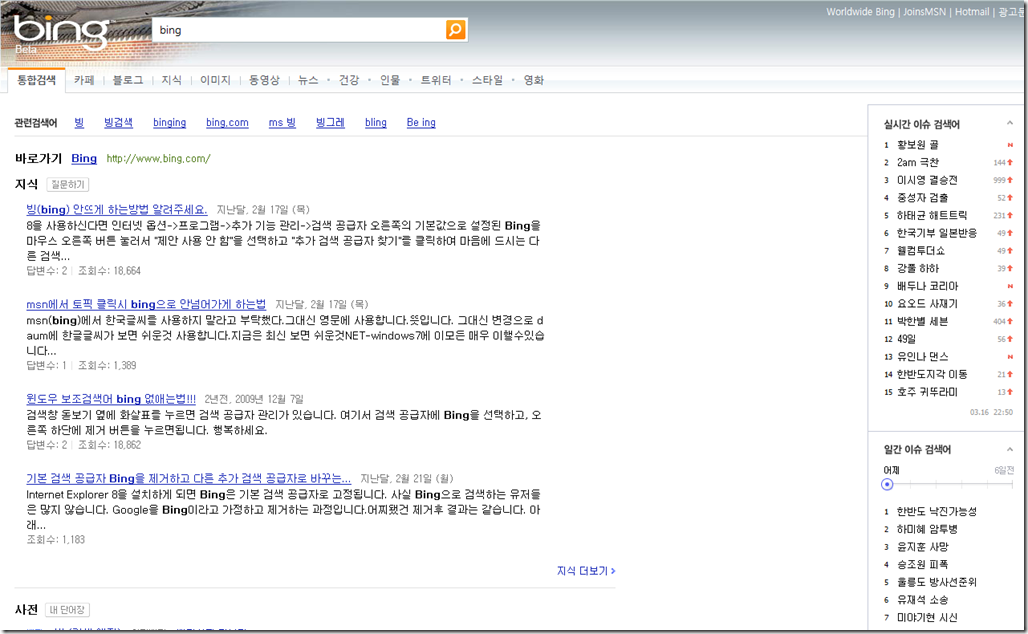 Worldwide Bing | JoinsMSN | Hotmail | 광고문
bing
Beta
bing
통합검색 카페 | 블로그 | 지식 | 이미지 | 동영상 | 뉴스 • 건강 • 인물 • 트위터 • 스타일 • 영화
관련검색어 빙 빙검색 binging bing.com ms 빙 빙그레 bling Be ing
바로가기 Bing http://www.bing.com/
지식 질문하기
빙(bing) 안뜨게 하는방법 알려주세요. 지난달, 2월 17일 (목)
8을 사용하신다면 인터넷 옵션->프로그램->추가 기능 관리->검색 공급자 오른쪽의 기본값으로 설정된 Bing을
마우스 오른쪽 버튼 눌러서 "제안 사용 안 함"을 선택하고 "추가 검색 공급자 찾기"를 클릭하여 마음에 드시는 다
른 검색...
답변수: 2 | 조회수: 18,664
msn에서 토픽 클릭시 bing으로 안넘어가게 하는법 지난달, 2월 17일 (목)
msn(bing)에서 한국글씨를 사용하지 말라고 부탁했다.그대신 영문에 사용합니다.뜻입니다. 그대신 변경으로 d
aum에 한글글씨가 보면 쉬운것 사용합니다.지금은 최신 보면 쉬운것NET-windows7에 이모든 매우 이할수있습
니다...
답변수: 1 | 조회수: 1,389
윈도우 보조검색어 bing 없애는법!!! 2년전, 2009년 12월 7일
검색창 돋보기 옆에 화살표를 누르면 검색 공급자 관리가 있습니다. 여기서 검색 공급자에 Bing을 선택하고, 오
른쪽 하단에 제거 버튼을 누르면됩니다. 행복하세요.
답변수: 2 | 조회수: 18,862
기본 검색 공급자 Bing을 제거하고 다른 추가 검색 공급자로 바꾸는... 지난달, 2월 21일 (월)
Internet Explorer 8을 설치하게 되면 Bing은 기본 검색 공급자로 고정됩니다. 사실 Bing으로 검색하는 유저들
은 많지 않습니다. Google을 Bing이라고 가정하고 제거하는 과정입니다.어찌됐건 제거후 결과는 같습니다. 아
래...
조회수: 1,183
지식 더보기 >
사전 내 단어장
실시간 이슈 검색어
1 황보원 골 N
2 2am 극찬 144
3 이시영 결승전 999
4 중성자 검출 52
5 하태균 해트트릭 231
6 한국기부 일본반응 49
7 웰컴투더쇼 49
8 강풀 하하 39
9 배두나 코리아 N
10 요오드 사재기 36
11 박한별 세븐 404
12 49일 56
13 유인나 댄스 N
14 한반도지각 이동 21
15 호주 귀뚜라미 13
03.16 22:50
일간 이슈 검색어
어제 6일전
1 한반도 낙진가능성
2 하미혜 암투병
3 윤지훈 사망
4 송조원 피폭
5 울릉도 방사선준위
6 유재석 소송
7 미야기현 시신